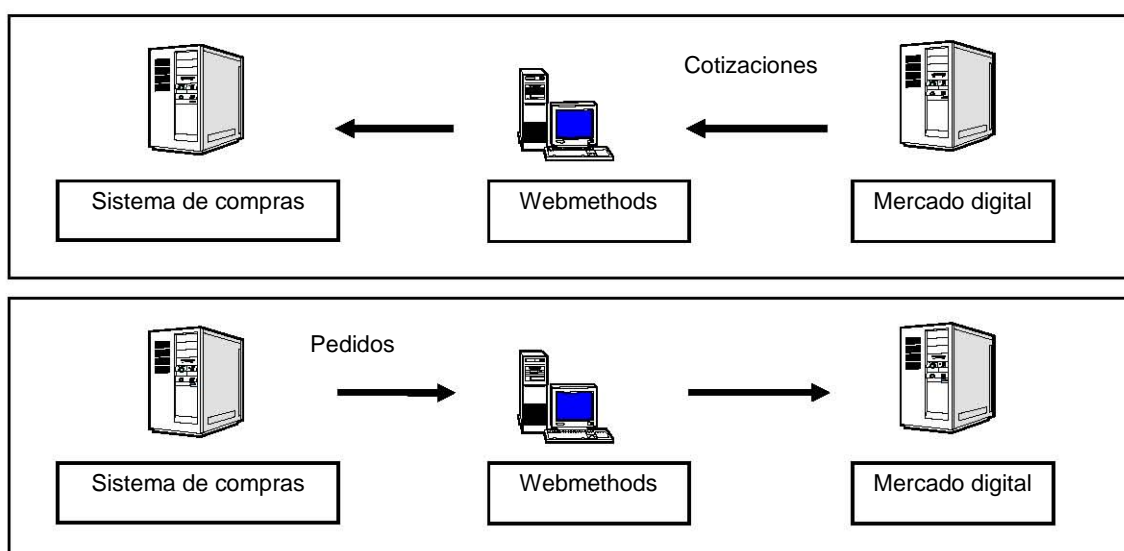 Cotizaciones
Sistema de compras
Webmethods
Mercado digital
Pedidos
Sistema de compras
Webmethods
Mercado digital